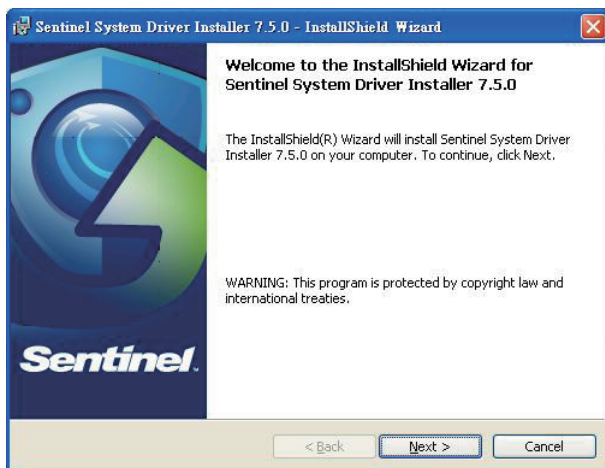 Sentinel System Driver Installer 7.5.0 - InstallShield Wizard
Welcome to the InstallShield Wizard for
Sentinel System Driver Installer 7.5.0
The InstallShield(R) Wizard will install Sentinel System Driver
Installer 7.5.0 on your computer. To continue, click Next.
WARNING: This program is protected by copyright law and
international treaties.
Sentinel.
< Back
Next >
Cancel